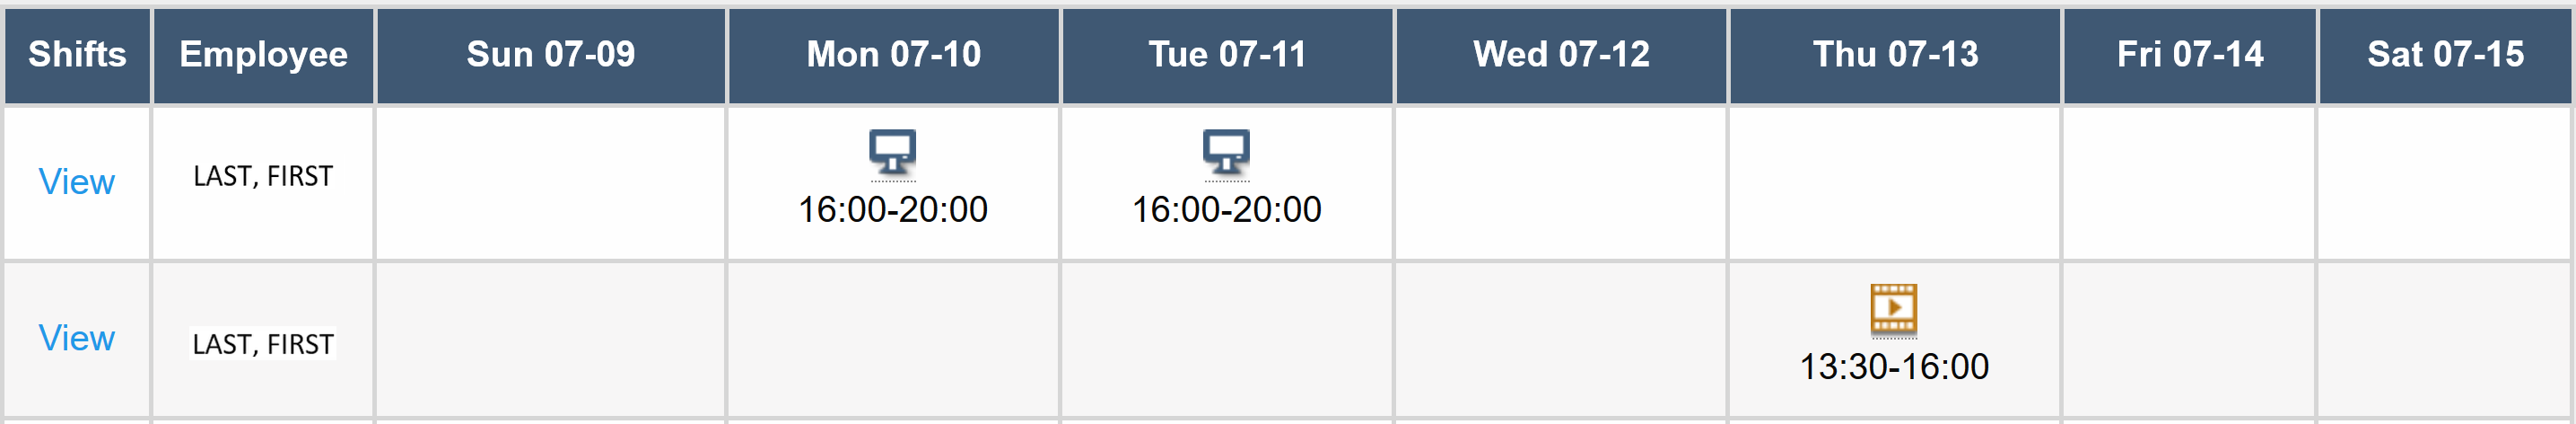 Shifts Employee Sun 07-09 Mon 07-10 Tue 07-11 Wed 07-12 Thu 07-13 Fri 07-14 Sat 07-15
View LAST, FIRST 16:00-20:00 16:00-20:00
View LAST, FIRST 13:30-16:00